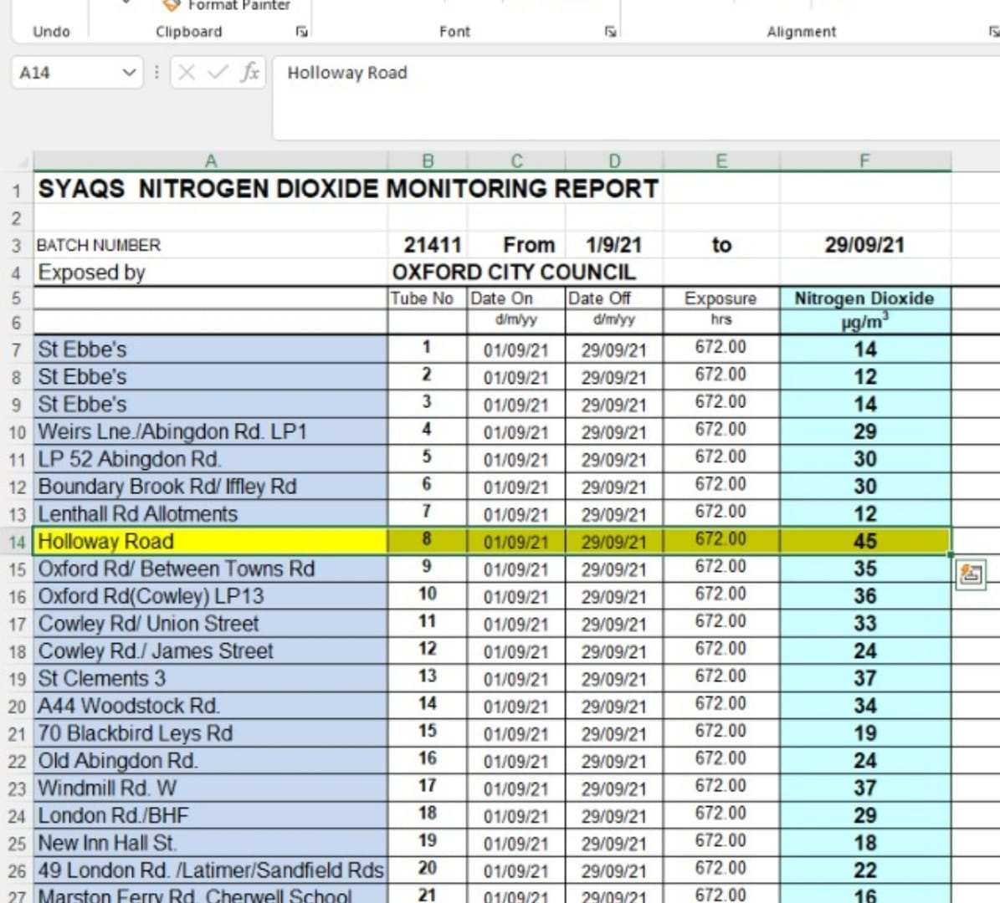 Format Painter
Undo Clipboard Font Alignment
A14 fx Holloway Road
A B C D E F
1 SYAQS NITROGEN DIOXIDE MONITORING REPORT
2
3 BATCH NUMBER 21411 From 1/9/21 to 29/09/21
4 Exposed by OXFORD CITY COUNCIL
5 Tube No Date On Date Off Exposure Nitrogen Dioxide
6 d/m/yy d/m/yy hrs µg/m³
7 St Ebbe's 1 01/09/21 29/09/21 672.00 14
8 St Ebbe's 2 01/09/21 29/09/21 672.00 12
9 St Ebbe's 3 01/09/21 29/09/21 672.00 14
10 Weirs Lne./Abingdon Rd. LP1 4 01/09/21 29/09/21 672.00 29
11 LP 52 Abingdon Rd. 5 01/09/21 29/09/21 672.00 30
12 Boundary Brook Rd/ Iffley Rd 6 01/09/21 29/09/21 672.00 30
13 Lenthall Rd Allotments 7 01/09/21 29/09/21 672.00 12
14 Holloway Road 8 01/09/21 29/09/21 672.00 45
15 Oxford Rd/ Between Towns Rd 9 01/09/21 29/09/21 672.00 35
16 Oxford Rd(Cowley) LP13 10 01/09/21 29/09/21 672.00 36
17 Cowley Rd/ Union Street 11 01/09/21 29/09/21 672.00 33
18 Cowley Rd./ James Street 12 01/09/21 29/09/21 672.00 24
19 St Clements 3 13 01/09/21 29/09/21 672.00 37
20 A44 Woodstock Rd. 14 01/09/21 29/09/21 672.00 34
21 70 Blackbird Leys Rd 15 01/09/21 29/09/21 672.00 19
22 Old Abingdon Rd. 16 01/09/21 29/09/21 672.00 24
23 Windmill Rd. W 17 01/09/21 29/09/21 672.00 37
24 London Rd./BHF 18 01/09/21 29/09/21 672.00 29
25 New Inn Hall St. 19 01/09/21 29/09/21 672.00 18
26 49 London Rd. /Latimer/Sandfield Rds 20 01/09/21 29/09/21 672.00 22
27 Marston Ferry Rd. Cherwell School 21 01/09/21 29/09/21 672.00 16